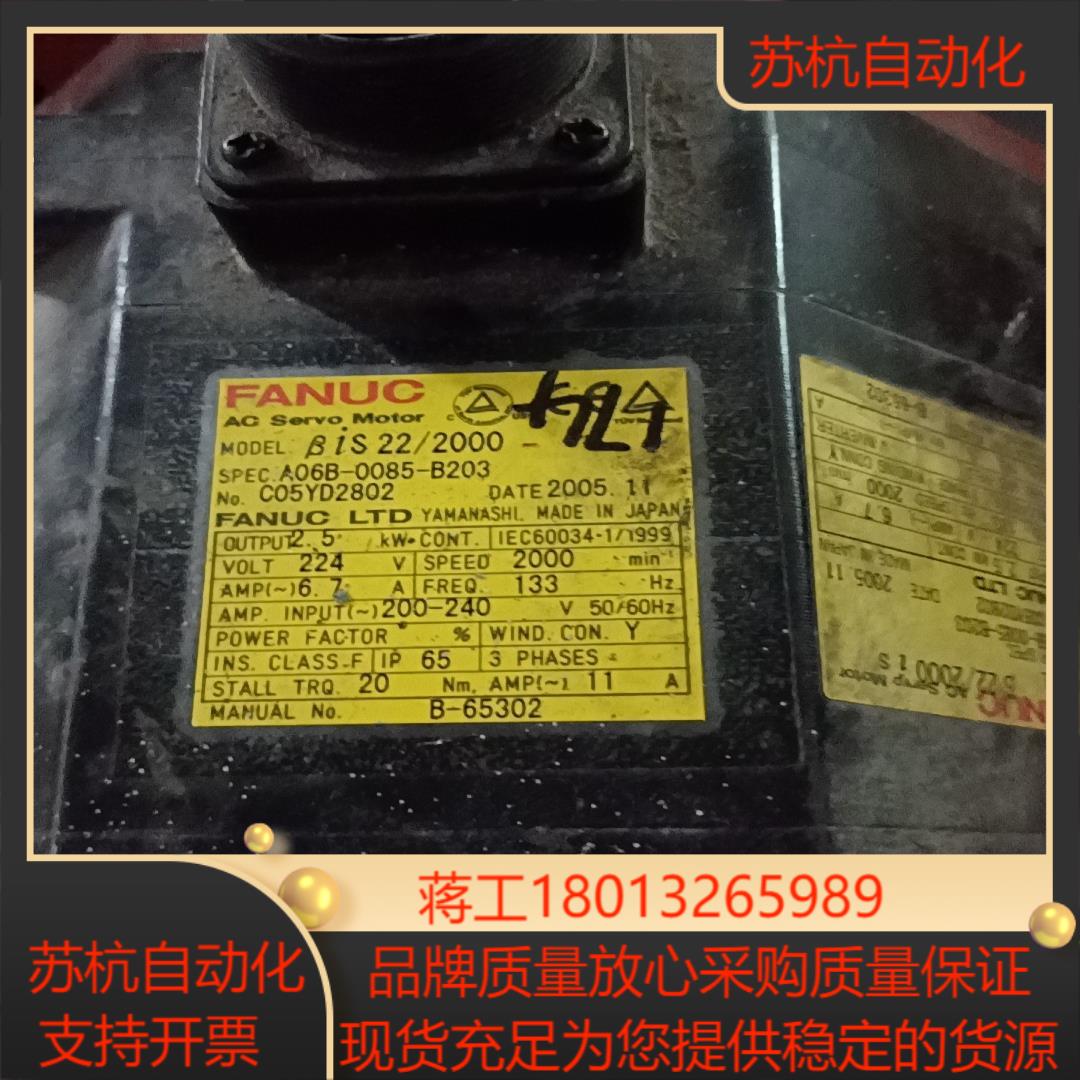 苏杭自动化
FANUC
AC Servo Motor
MODEL βiS 22/2000
SPEC. A06B-0085-B203
No. C05YD2802 DATE 2005. 11
FANUC LTD YAMANASHI, MADE IN JAPAN
OUTPUT 2.5 kW• CONT. IEC60034-1/1999
VOLT 224 V SPEED 2000 min⁻¹
AMP(~) 6.7 A FREQ. 133 Hz
AMP. INPUT(~) 200-240 V 50/60Hz
POWER FACTOR % WIND. CON. Y
INS. CLASS-F IP 65 3 PHASES
STALL TRQ. 20 Nm, AMP(~) 11 A
MANUAL No. B-65302
蒋工18013265989
苏杭自动化
支持开票
品牌质量放心采购质量保证
现货充足为您提供稳定的货源